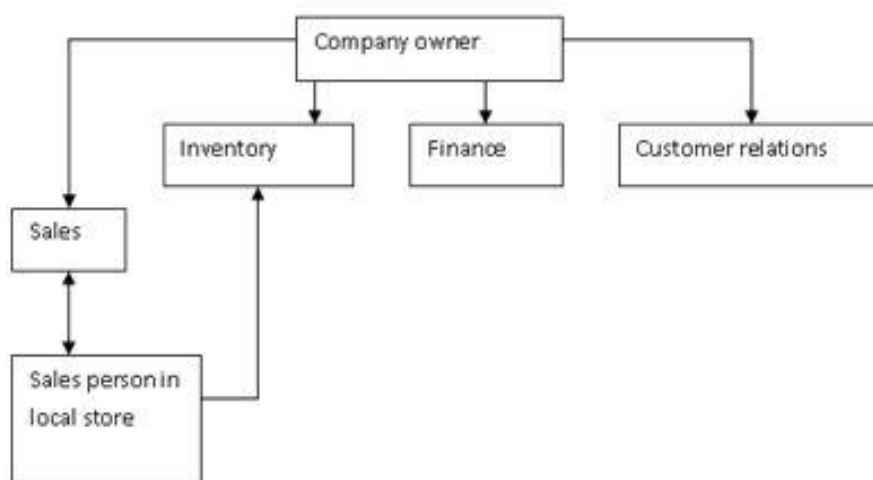 Company owner
Inventory
Finance
Customer relations
Sales
Sales person in
local store